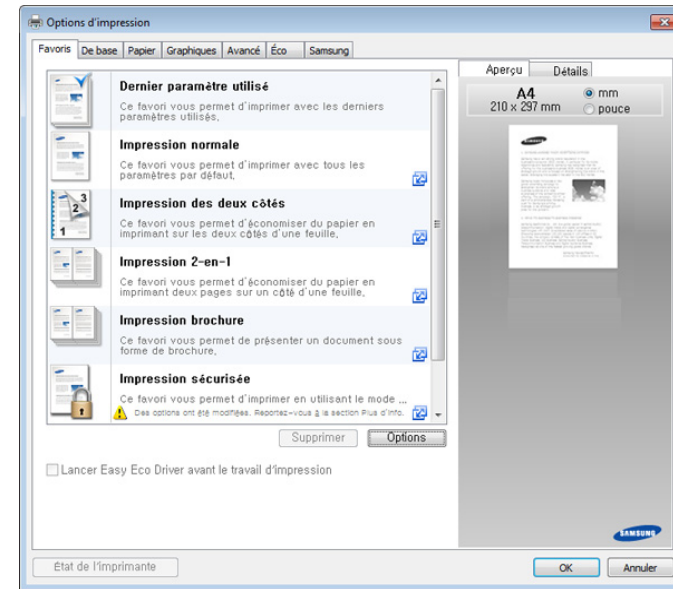 Options d'impression
Favoris De base Papier Graphiques Avancé Éco Samsung
Dernier paramètre utilisé
Ce favori vous permet d'imprimer avec les derniers
paramètres utilisés.
Impression normale
Ce favori vous permet d'imprimer avec tous les
paramètres par défaut.
Impression des deux côtés
Ce favori vous permet d'économiser du papier en
imprimant sur les deux côtés d'une feuille.
Impression 2-en-1
Ce favori vous permet d'économiser du papier en
imprimant deux pages sur un côté d'une feuille.
Impression brochure
Ce favori vous permet de présenter un document sous
forme de brochure.
Impression sécurisée
Ce favori vous permet d'imprimer en utilisant le mode ...
Des options ont été modifiées. Reportez-vous à la section Plus d'info.
Supprimer Options
Lancer Easy Eco Driver avant le travail d'impression
Aperçu Détails
A4
210 x 297 mm
mm
pouce
SAMSUNG
État de l'imprimante
OK Annuler